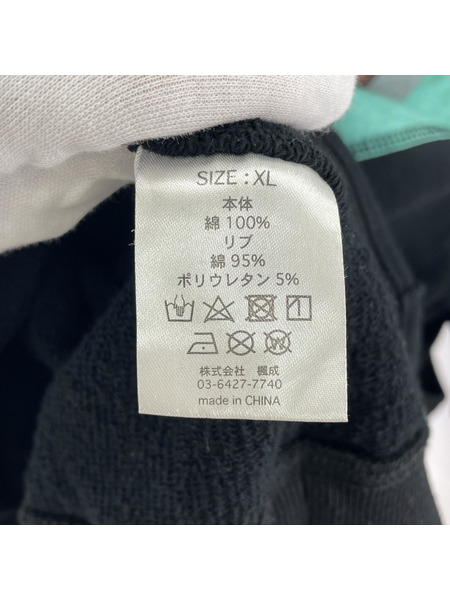 SIZE : XL
本体
綿 100%
リブ
綿 95%
ポリウレタン 5%
株式会社 楓成
03-6427-7740
made in CHINA